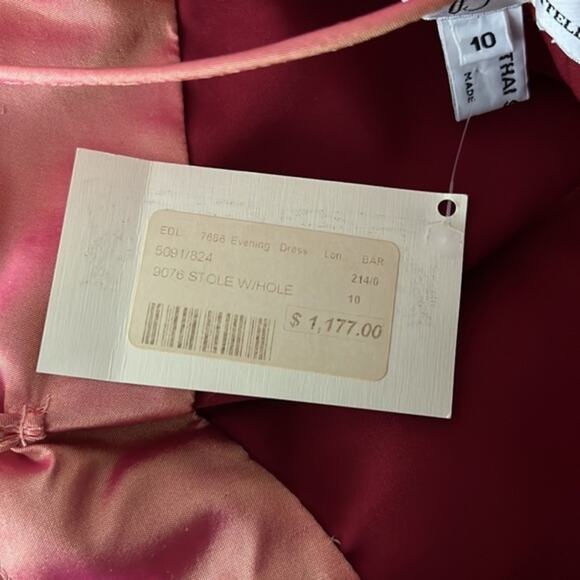 10
THAI S
MADE
EDL 7696 Evening Dress Lon BAR
5091/824 214/0
9076 STOLE W/HOLE 10
$ 1,177.00